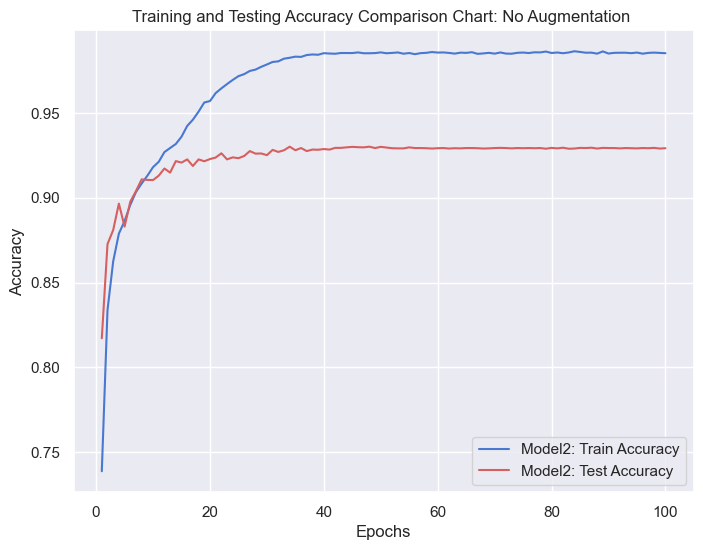 Training and Testing Accuracy Comparison Chart: No Augmentation
Accuracy
0.95
0.90
0.85
0.80
0.75
0 20 40 60 80 100
Epochs
Model2: Train Accuracy
Model2: Test Accuracy